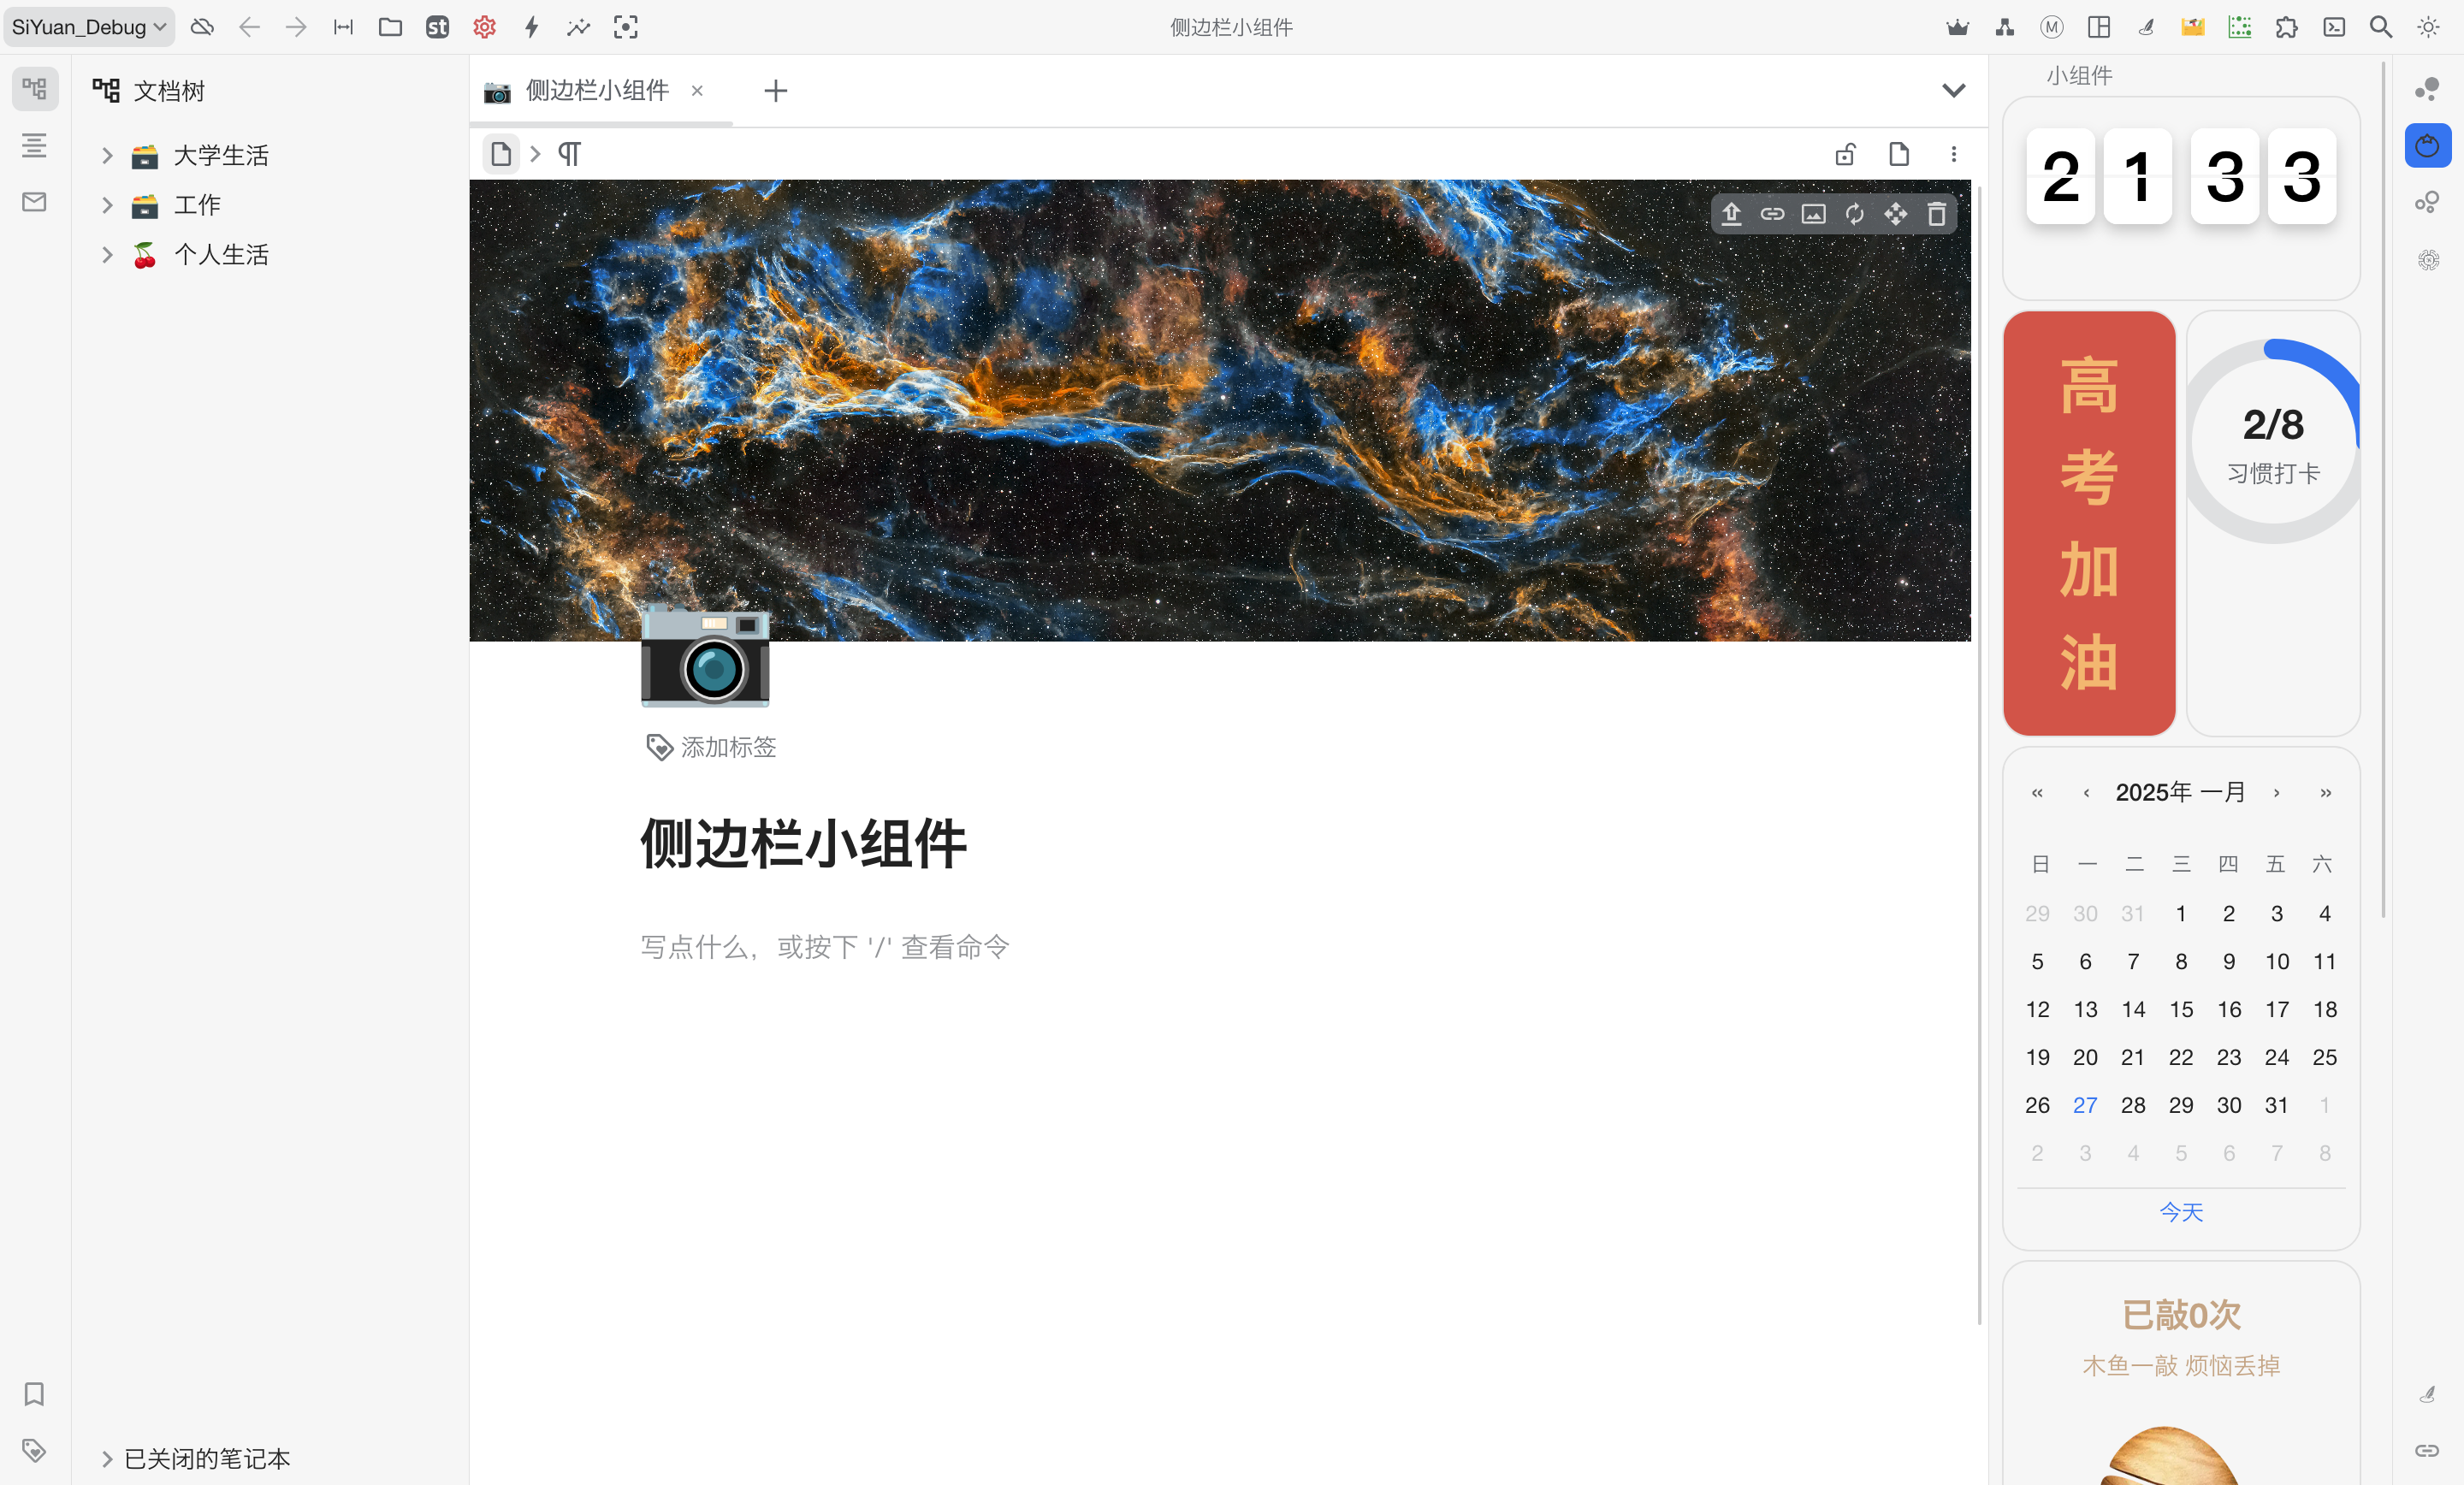 SiYuan_Debug
st
侧边栏小组件
M
文档树
大学生活
工作
个人生活
已关闭的笔记本
侧边栏小组件
添加标签
侧边栏小组件
写点什么，或按下 '/' 查看命令
小组件
21 33
高
考
加
油
2/8
习惯打卡
« ‹ 2025年 一月 › »
日 一 二 三 四 五 六
29 30 31 1 2 3 4
5 6 7 8 9 10 11
12 13 14 15 16 17 18
19 20 21 22 23 24 25
26 27 28 29 30 31 1
2 3 4 5 6 7 8
今天
已敲0次
木鱼一敲 烦恼丢掉